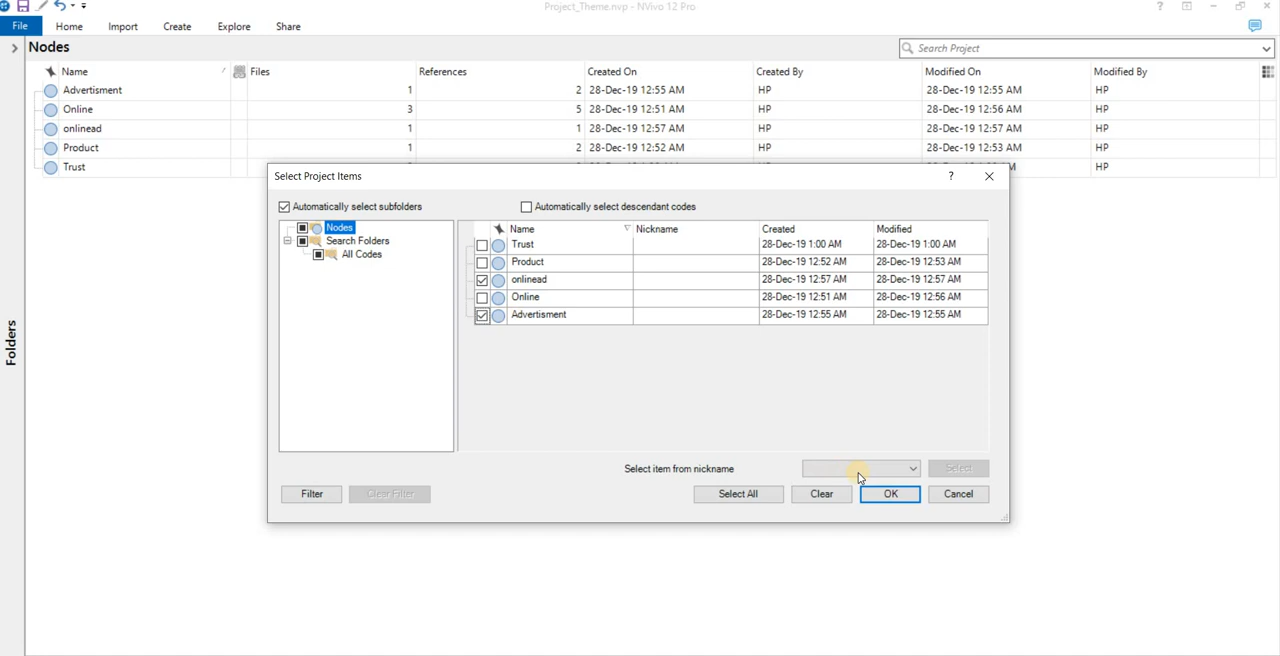 Project_Theme.nvp - NVivo 12 Pro
?
File Home Import Create Explore Share
Nodes
Search Project
Name Files References Created On Created By Modified On Modified By
Advertisment 1 2 28-Dec-19 12:55 AM HP 28-Dec-19 12:55 AM HP
Online 3 5 28-Dec-19 12:51 AM HP 28-Dec-19 12:56 AM HP
onlinead 1 1 28-Dec-19 12:57 AM HP 28-Dec-19 12:57 AM HP
Product 1 2 28-Dec-19 12:52 AM HP 28-Dec-19 12:53 AM HP
Trust HP
Folders
Select Project Items ?
Automatically select subfolders Automatically select descendant codes
Nodes
Search Folders
All Codes
Name Nickname Created Modified
Trust 28-Dec-19 1:00 AM 28-Dec-19 1:00 AM
Product 28-Dec-19 12:52 AM 28-Dec-19 12:53 AM
onlinead 28-Dec-19 12:57 AM 28-Dec-19 12:57 AM
Online 28-Dec-19 12:51 AM 28-Dec-19 12:56 AM
Advertisment 28-Dec-19 12:55 AM 28-Dec-19 12:55 AM
Select item from nickname Select
Filter Clear Filter Select All Clear OK Cancel